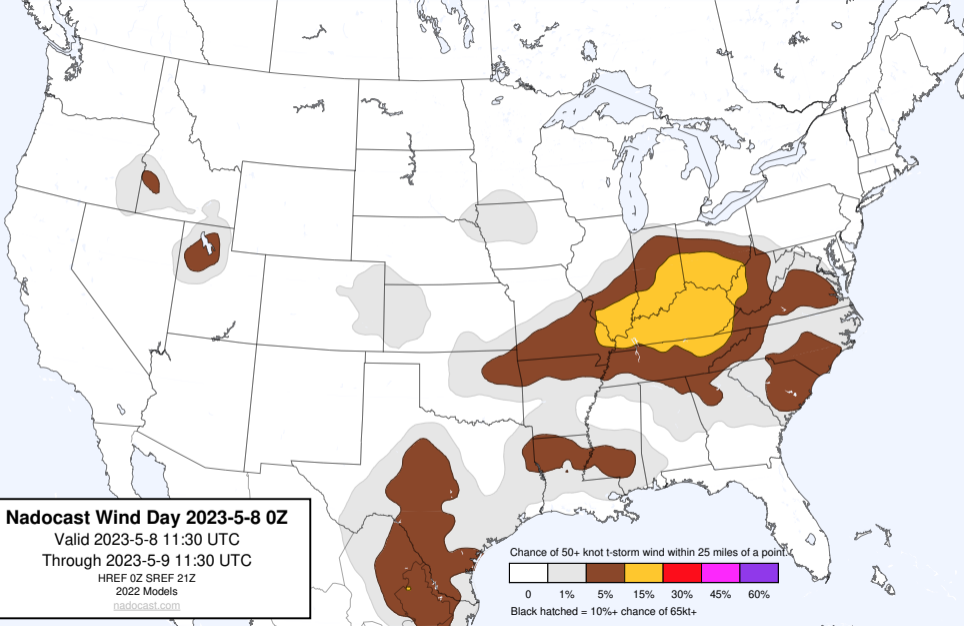 Nadocast Wind Day 2023-5-8 0Z
Valid 2023-5-8 11:30 UTC
Through 2023-5-9 11:30 UTC
HREF 0Z SREF 21Z
2022 Models
nadocast.com
Chance of 50+ knot t-storm wind within 25 miles of a point.
0 1% 5% 15% 30% 45% 60%
Black hatched = 10%+ chance of 65kt+